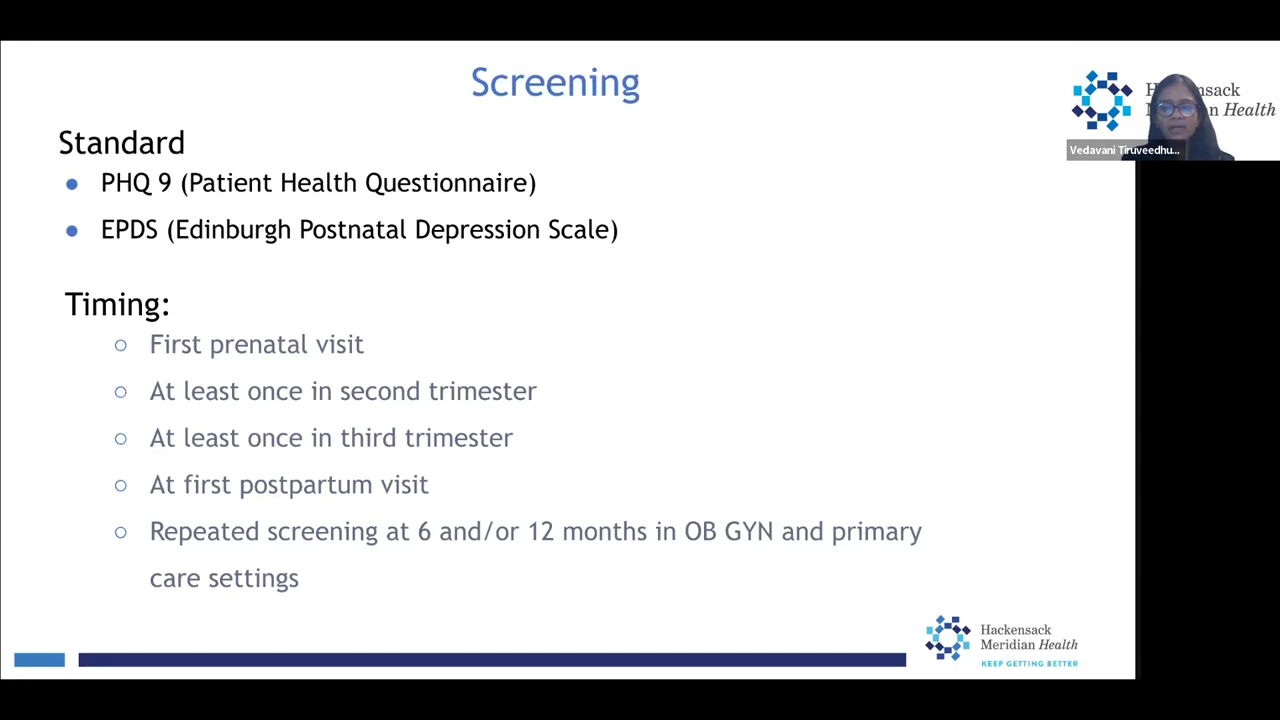 Screening
Hackensack
Meridian Health
Vedavani Tiruveedhu...
Standard
● PHQ 9 (Patient Health Questionnaire)
● EPDS (Edinburgh Postnatal Depression Scale)
Timing:
○ First prenatal visit
○ At least once in second trimester
○ At least once in third trimester
○ At first postpartum visit
○ Repeated screening at 6 and/or 12 months in OB GYN and primary
care settings
Hackensack
Meridian Health
KEEP GETTING BETTER